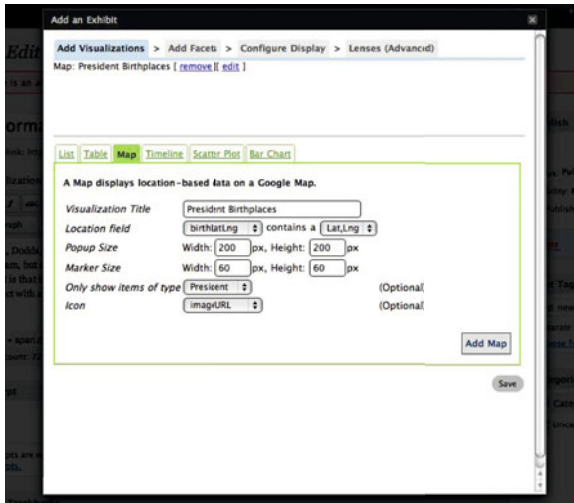 Add an Exhibit
Add Visualizations > Add Facets > Configure Display > Lenses (Advanced)
Map: President Birthplaces [ remove ][ edit ]
List Table Map Timeline Scatter Plot Bar Chart
A Map displays location-based data on a Google Map.
Visualization Title President Birthplaces
Location field birthLatLng contains a Lat,Lng
Popup Size Width: 200 px, Height: 200 px
Marker Size Width: 60 px, Height: 60 px
Only show items of type President (Optional)
Icon imageURL (Optional)
Add Map
Save
Edit